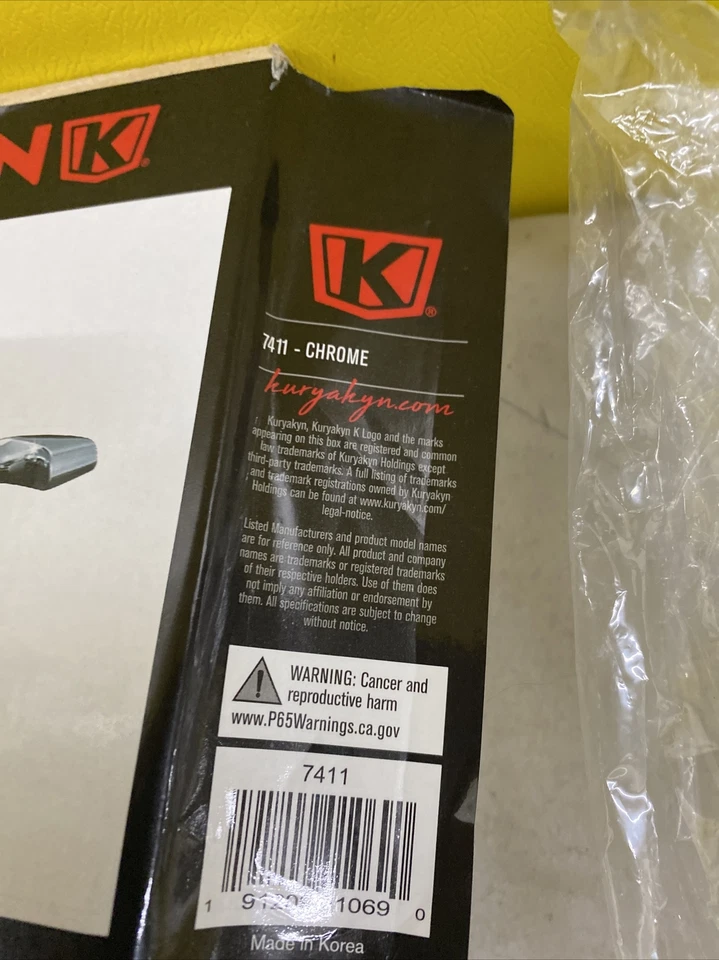 N K®
K®
7411 - CHROME
kuryakyn.com
Kuryakyn, Kuryakyn K Logo and the marks
appearing on this box are registered and common
law trademarks of Kuryakyn Holdings except
third-party trademarks. A full listing of trademarks
and trademark registrations owned by Kuryakyn
Holdings can be found at www.kuryakyn.com/
legal-notice.
Listed Manufacturers and product model names
are for reference only. All product and company
names are trademarks or registered trademarks
of their respective holders. Use of them does
not imply any affiliation or endorsement by
them. All specifications are subject to change
without notice.
WARNING: Cancer and
reproductive harm
www.P65Warnings.ca.gov
7411
1 1069 0
Made in Korea